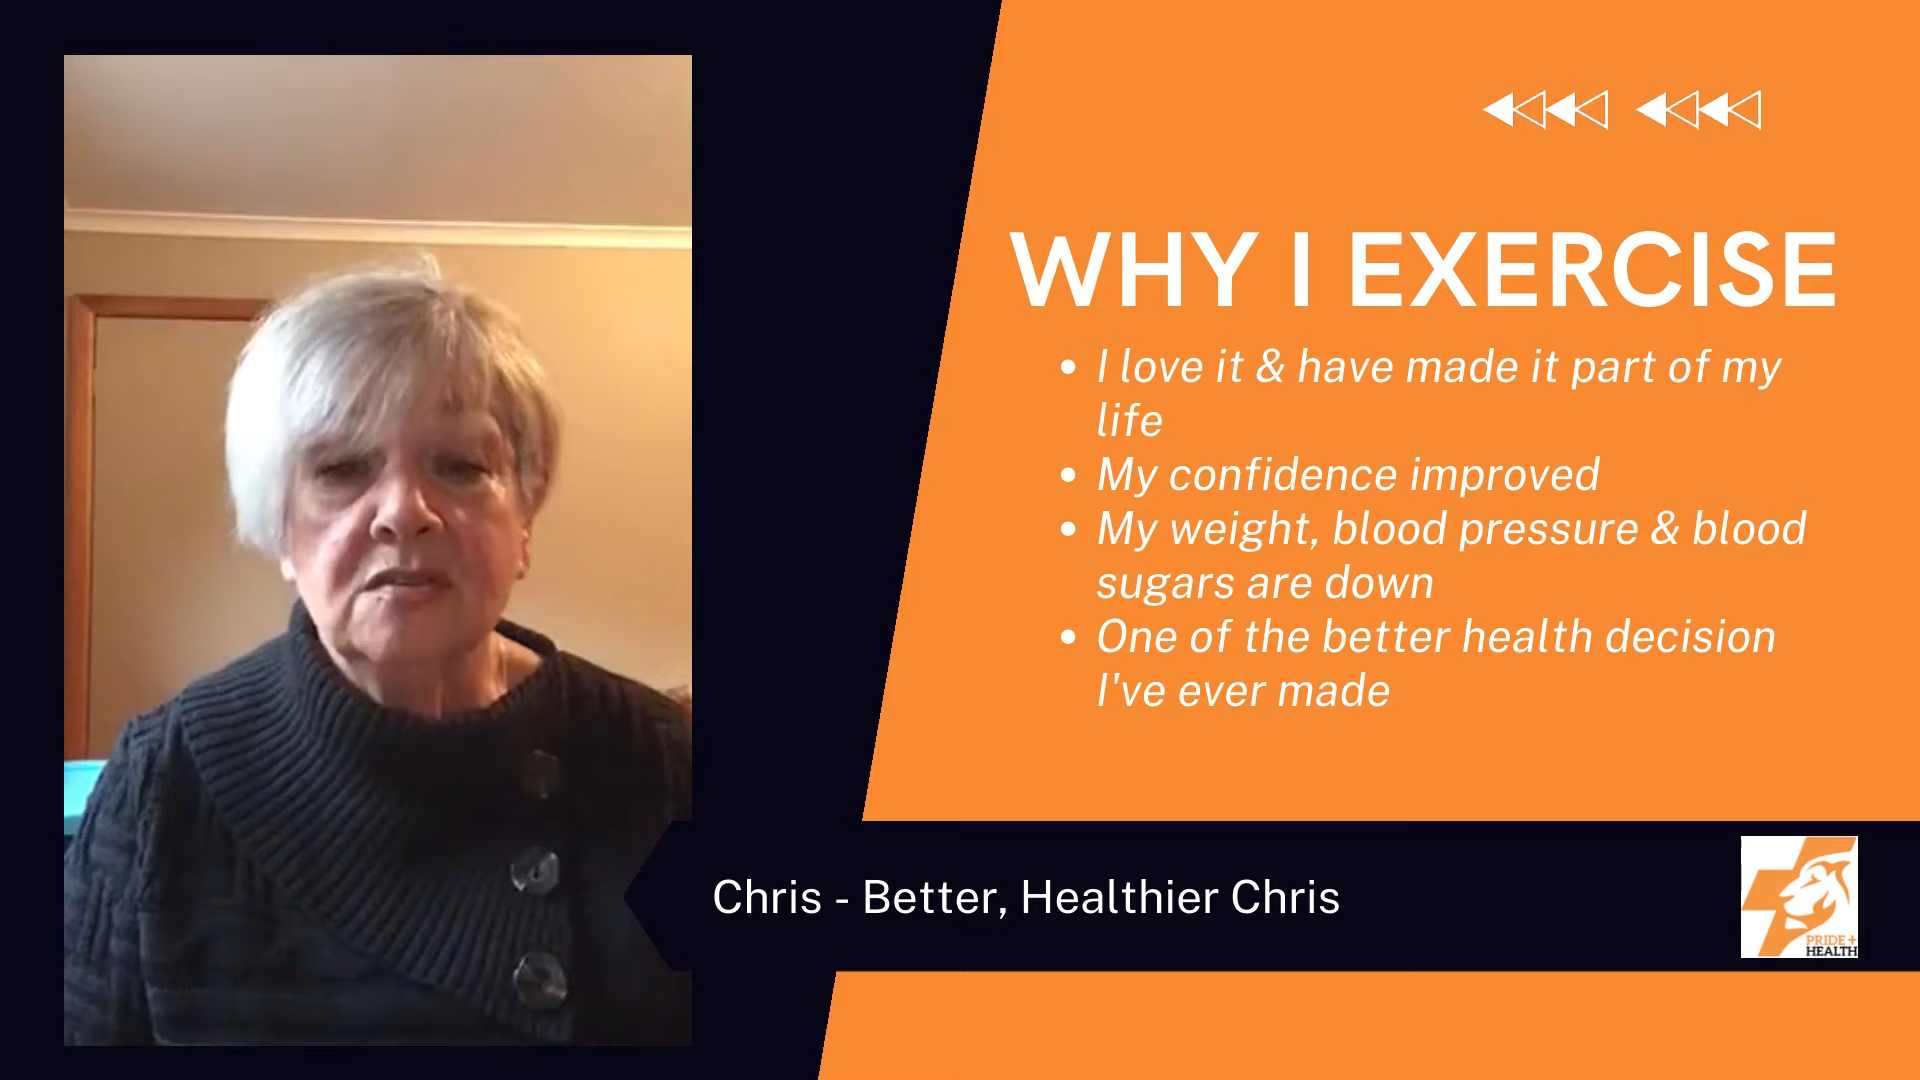 WHY I EXERCISE
• I love it & have made it part of my
life
• My confidence improved
• My weight, blood pressure & blood
sugars are down
• One of the better health decision
I've ever made
Chris - Better, Healthier Chris
PRIDE +
HEALTH